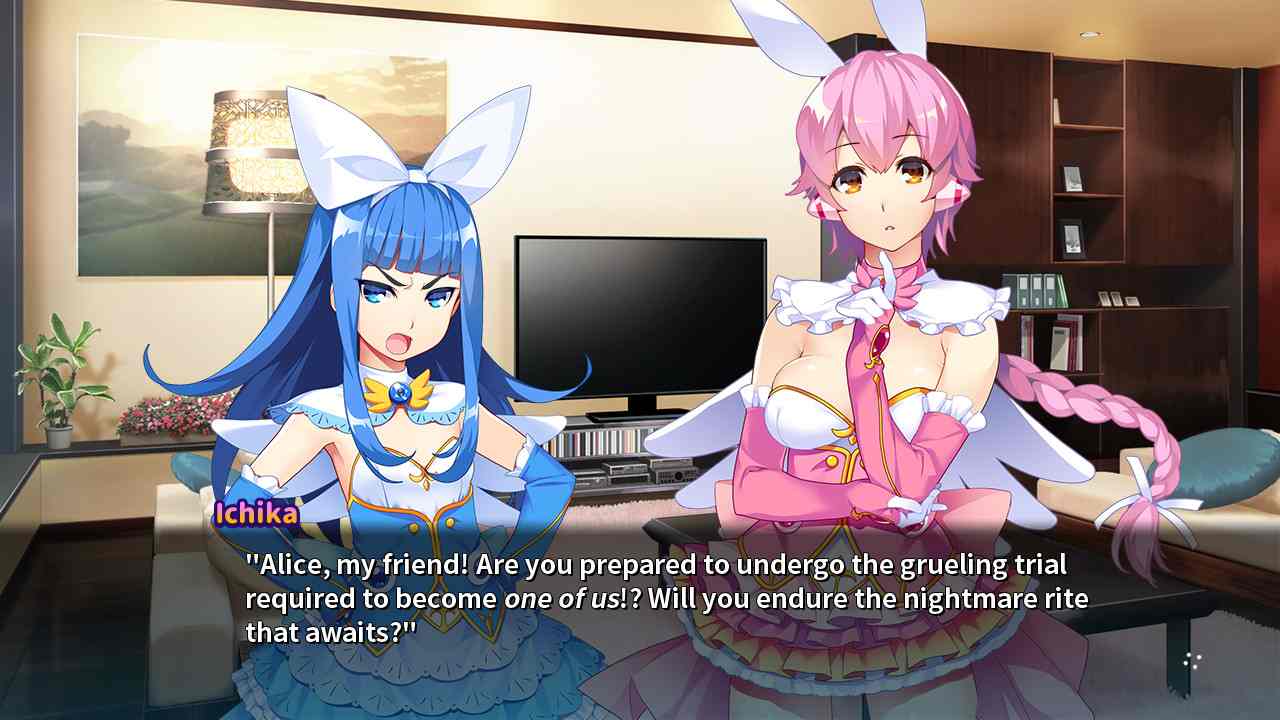 Ichika
"Alice, my friend! Are you prepared to undergo the grueling trial
required to become one of us!? Will you endure the nightmare rite
that awaits?"